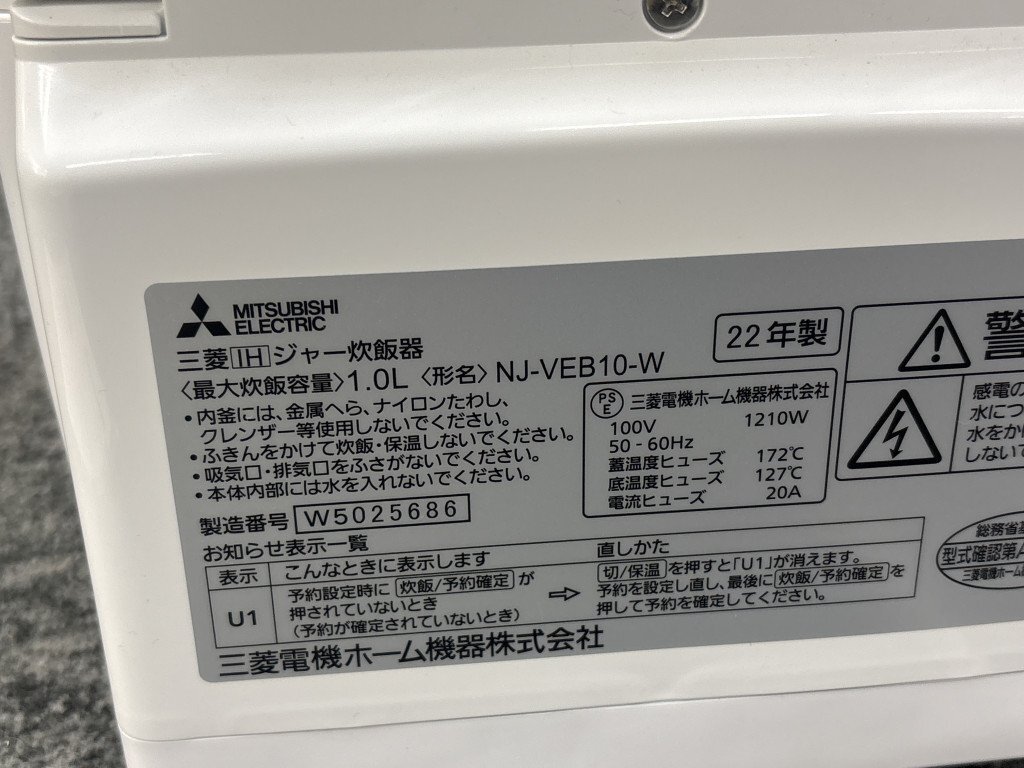 MITSUBISHI
ELECTRIC
三菱IHジャー炊飯器
〈最大炊飯容量〉1.0L 〈形名〉NJ-VEB10-W
22年製
・内釜には、金属へら、ナイロンたわし、
クレンザー等使用しないでください。
・ふきんをかけて炊飯・保温しないでください。
・吸気口・排気口をふさがないでください。
・本体内部には水を入れないでください。
製造番号 W5025686
PS
E
三菱電機ホーム機器株式会社
100V 1210W
50-60Hz
蓋温度ヒューズ 172℃
底温度ヒューズ 127℃
電流ヒューズ 20A
警
感電の
水につ
水をか
しない
お知らせ表示一覧
表示 こんなときに表示します 直しかた
U1
予約設定時に 炊飯/予約確定 が
押されていないとき
(予約が確定されていないとき)
⇨
切/保温 を押すと「U1」が消えます。
予約を設定し直し、最後に 炊飯/予約確定 を
押して予約を確定してください。
三菱電機ホーム機器株式会社
総務省
型式確認第
三菱電機ホーム